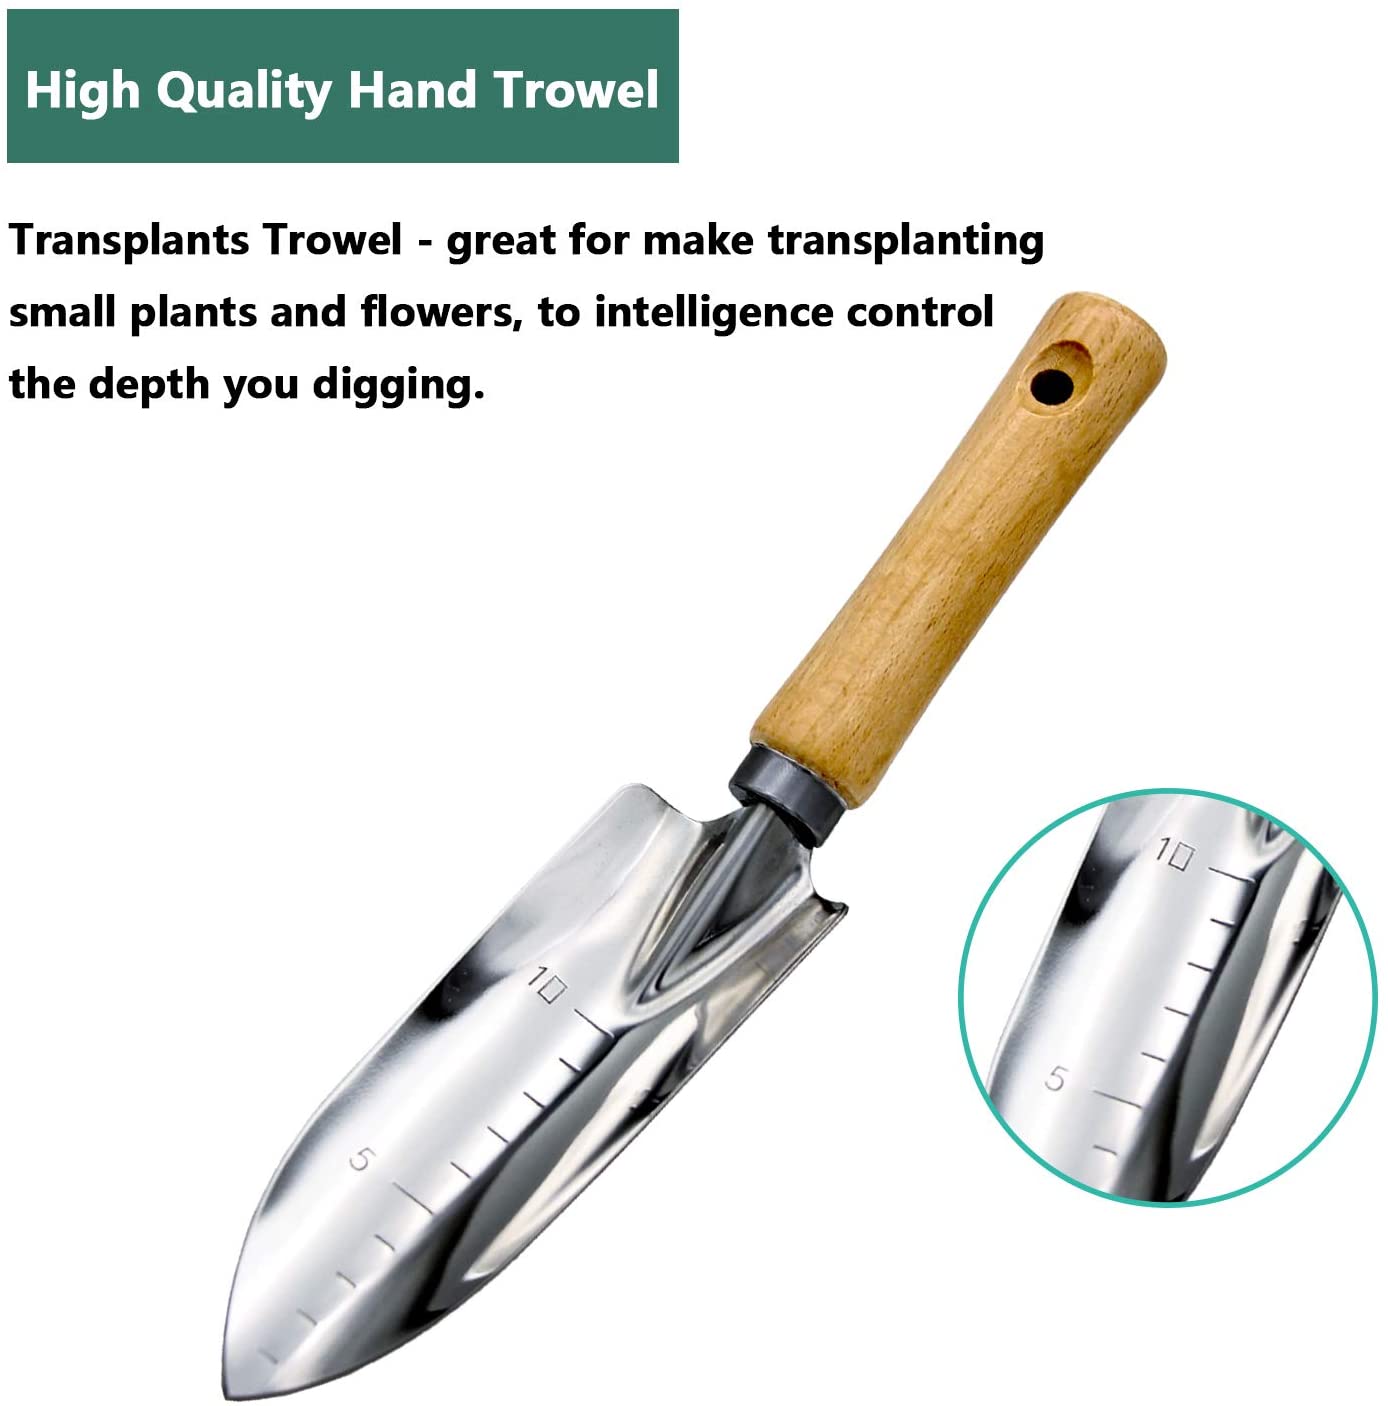 High Quality Hand Trowel
Transplants Trowel - great for make transplanting
small plants and flowers, to intelligence control
the depth you digging.
10
5
10
5